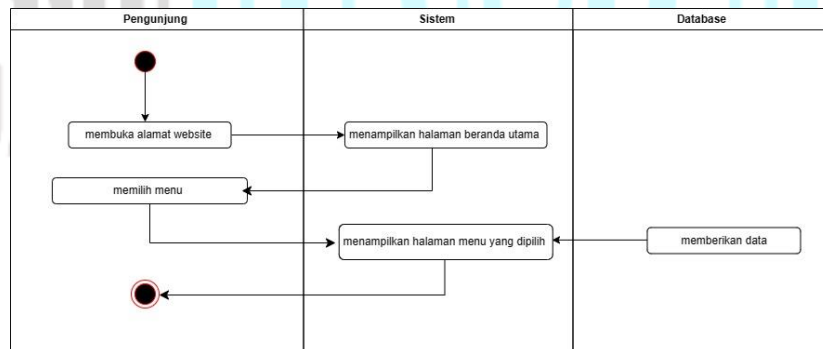 Pengunjung
Sistem
Database
membuka alamat website
menampilkan halaman beranda utama
memilih menu
menampilkan halaman menu yang dipilih
memberikan data